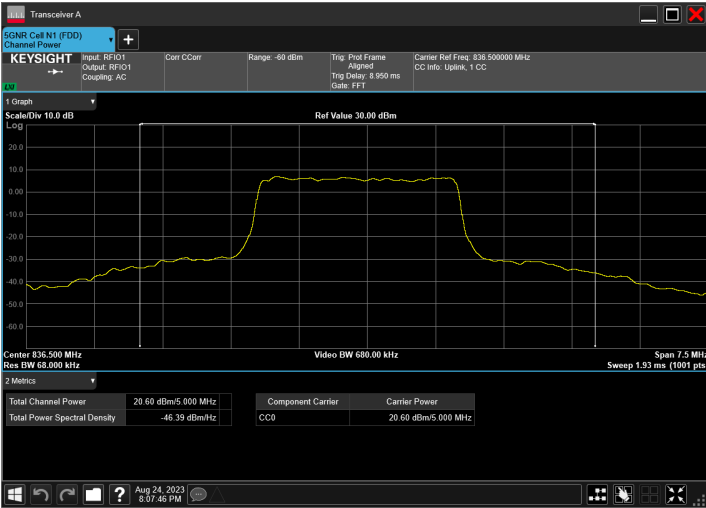 Transceiver A
5GNR Cell N1 (FDD)
Channel Power
KEYSIGHT
LXI
Input: RFIO1
Output: RFIO1
Coupling: AC
Corr CCorr
Range: -60 dBm
Trig: Prot Frame
Aligned
Trig Delay: 8.950 ms
Gate: FFT
Carrier Ref Freq: 836.500000 MHz
CC Info: Uplink, 1 CC
1 Graph
Scale/Div 10.0 dB
Ref Value 30.00 dBm
Log
20.0
10.0
0.00
-10.0
-20.0
-30.0
-40.0
-50.0
-60.0
Center 836.500 MHz
Video BW 680.00 kHz
Span 7.5 MHz
Res BW 68.000 kHz
Sweep 1.93 ms (1001 pts
2 Metrics
Total Channel Power 20.60 dBm/5.000 MHz
Total Power Spectral Density -46.39 dBm/Hz
Component Carrier Carrier Power
CC0 20.60 dBm/5.000 MHz
Aug 24, 2023
8:07:46 PM